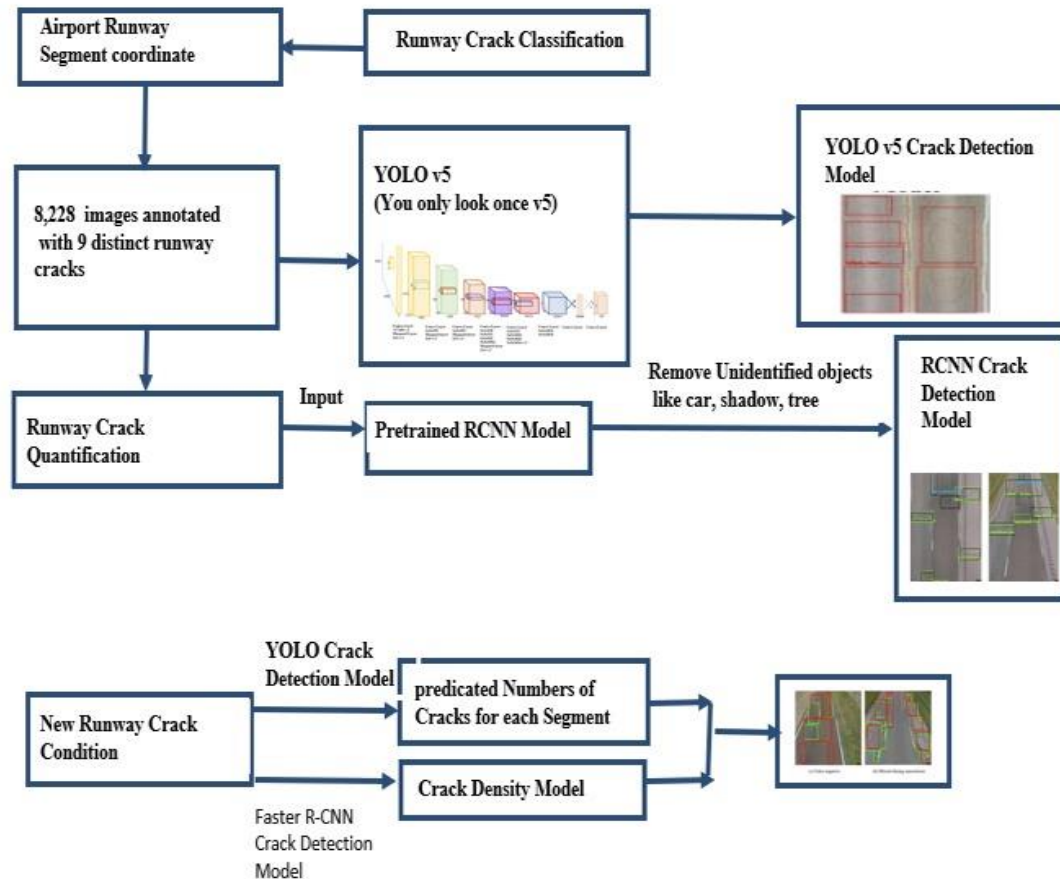 Airport Runway
Segment coordinate
Runway Crack Classification
8,228 images annotated
with 9 distinct runway
cracks
YOLO v5
(You only look once v5)
YOLO v5 Crack Detection
Model
Runway Crack
Quantification
Input
Pretrained RCNN Model
Remove Unidentified objects
like car, shadow, tree
RCNN Crack
Detection
Model
New Runway Crack
Condition
YOLO Crack
Detection Model
predicated Numbers of
Cracks for each Segment
Crack Density Model
Faster R-CNN
Crack Detection
Model